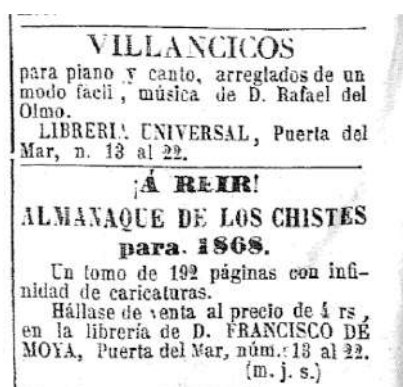 VILLANCICOS
para piano y canto, arreglados de un
modo fácil, música de D. Rafael del
Olmo.
LIBRERIA UNIVERSAL, Puerta del
Mar, n. 13 al 22.
¡Á REIR!
ALMANAQUE DE LOS CHISTES
para. 1868.
Un tomo de 192 páginas con infi-
nidad de caricaturas.
Hállase de venta al precio de 4 rs,
en la librería de D. FRANCISCO DE
MOYA, Puerta del Mar, núm. 13 al 22.
(m. j. s.)